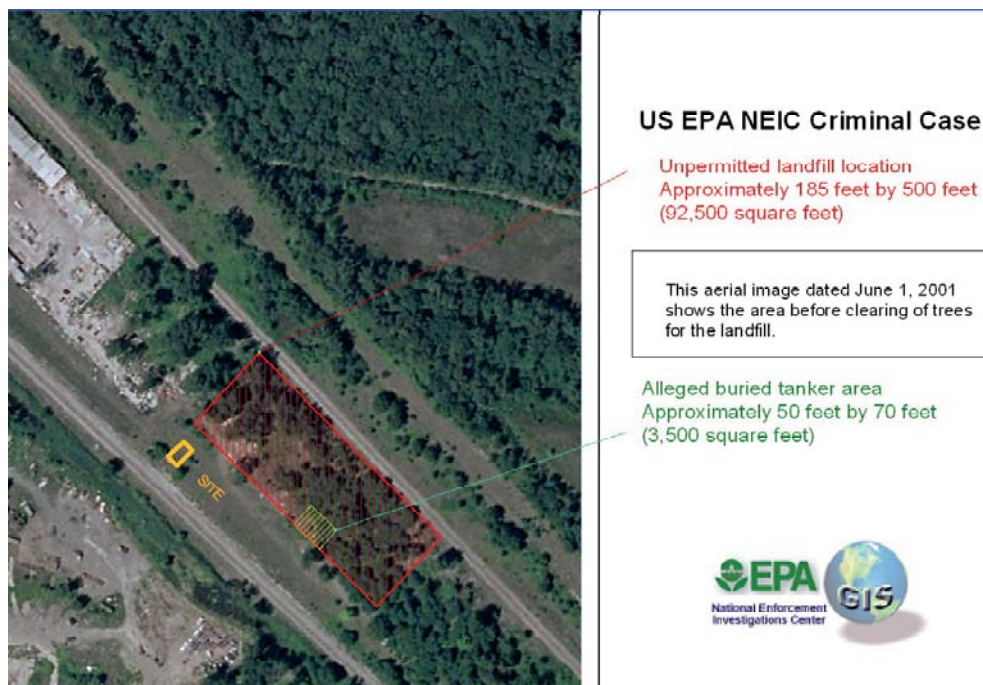 US EPA NEIC Criminal Case
Unpermitted landfill location
Approximately 185 feet by 500 feet
(92,500 square feet)
This aerial image dated June 1, 2001
shows the area before clearing of trees
for the landfill.
Alleged buried tanker area
Approximately 50 feet by 70 feet
(3,500 square feet)
SITE
EPA
National Enforcement
Investigations Center
GIS